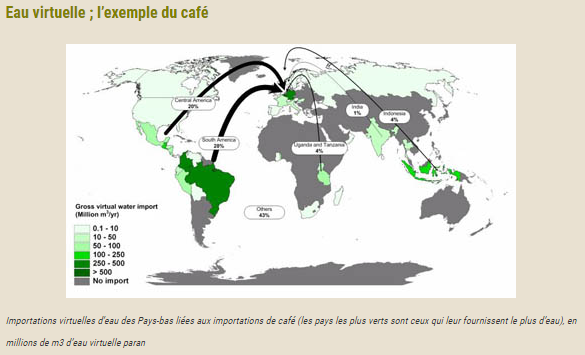 Eau virtuelle ; l'exemple du café
Central America
20%
South America
28%
India
1%
Indonesia
4%
Uganda and Tanzania
4%
Others
43%
Gross virtual water import
(Million m³/yr)
0.1 - 10
10 - 50
50 - 100
100 - 250
250 - 500
> 500
No import
Importations virtuelles d'eau des Pays-bas liées aux importations de café (les pays les plus verts sont ceux qui leur fournissent le plus d'eau), en
millions de m3 d'eau virtuelle paran